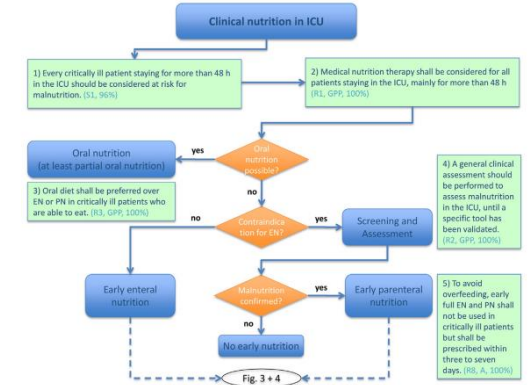 Clinical nutrition in ICU
1) Every critically ill patient staying for more than 48 h
in the ICU should be considered at risk for
malnutrition. (S1, 96%)
2) Medical nutrition therapy shall be considered for all
patients staying in the ICU, mainly for more than 48 h
(R1, GPP, 100%)
Oral nutrition
(at least partial oral nutrition)
yes
Oral
nutrition
possible?
3) Oral diet shall be preferred over
EN or PN in critically ill patients who
are able to eat. (R3, GPP, 100%)
no
4) A general clinical
assessment should
be performed to
assess malnutrition
in the ICU, until a
specific tool has
been validated.
(R2, GPP, 100%)
no
Contraindica
tion for EN?
yes
Screening and
Assessment
Early enteral
nutrition
Malnutrition
confirmed?
yes
Early parenteral
nutrition
5) To avoid
overfeeding, early
full EN and PN shall
not be used in
critically ill patients
but shall be
prescribed within
three to seven
days. (R8, A, 100%)
no
No early nutrition
Fig. 3 + 4